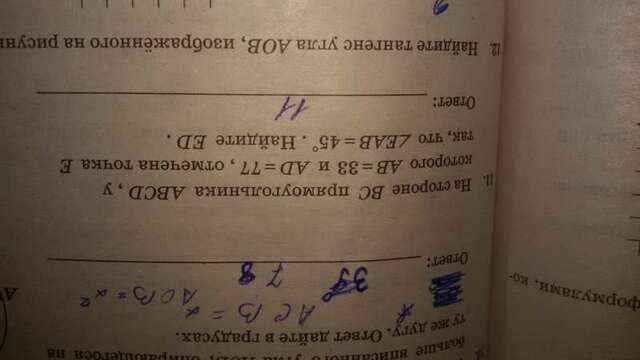 ту же дугу. Ответ дайте в градусах.
Ответ:
78
11. На стороне BC прямоугольника ABCD, у
которого AB = 33 и AD = 77, отмечена точка E
так, что ∠EAB = 45°. Найдите ED.
Ответ:
11
12. Найдите тангенс угла AOB, изображённого на
формулами, ко-